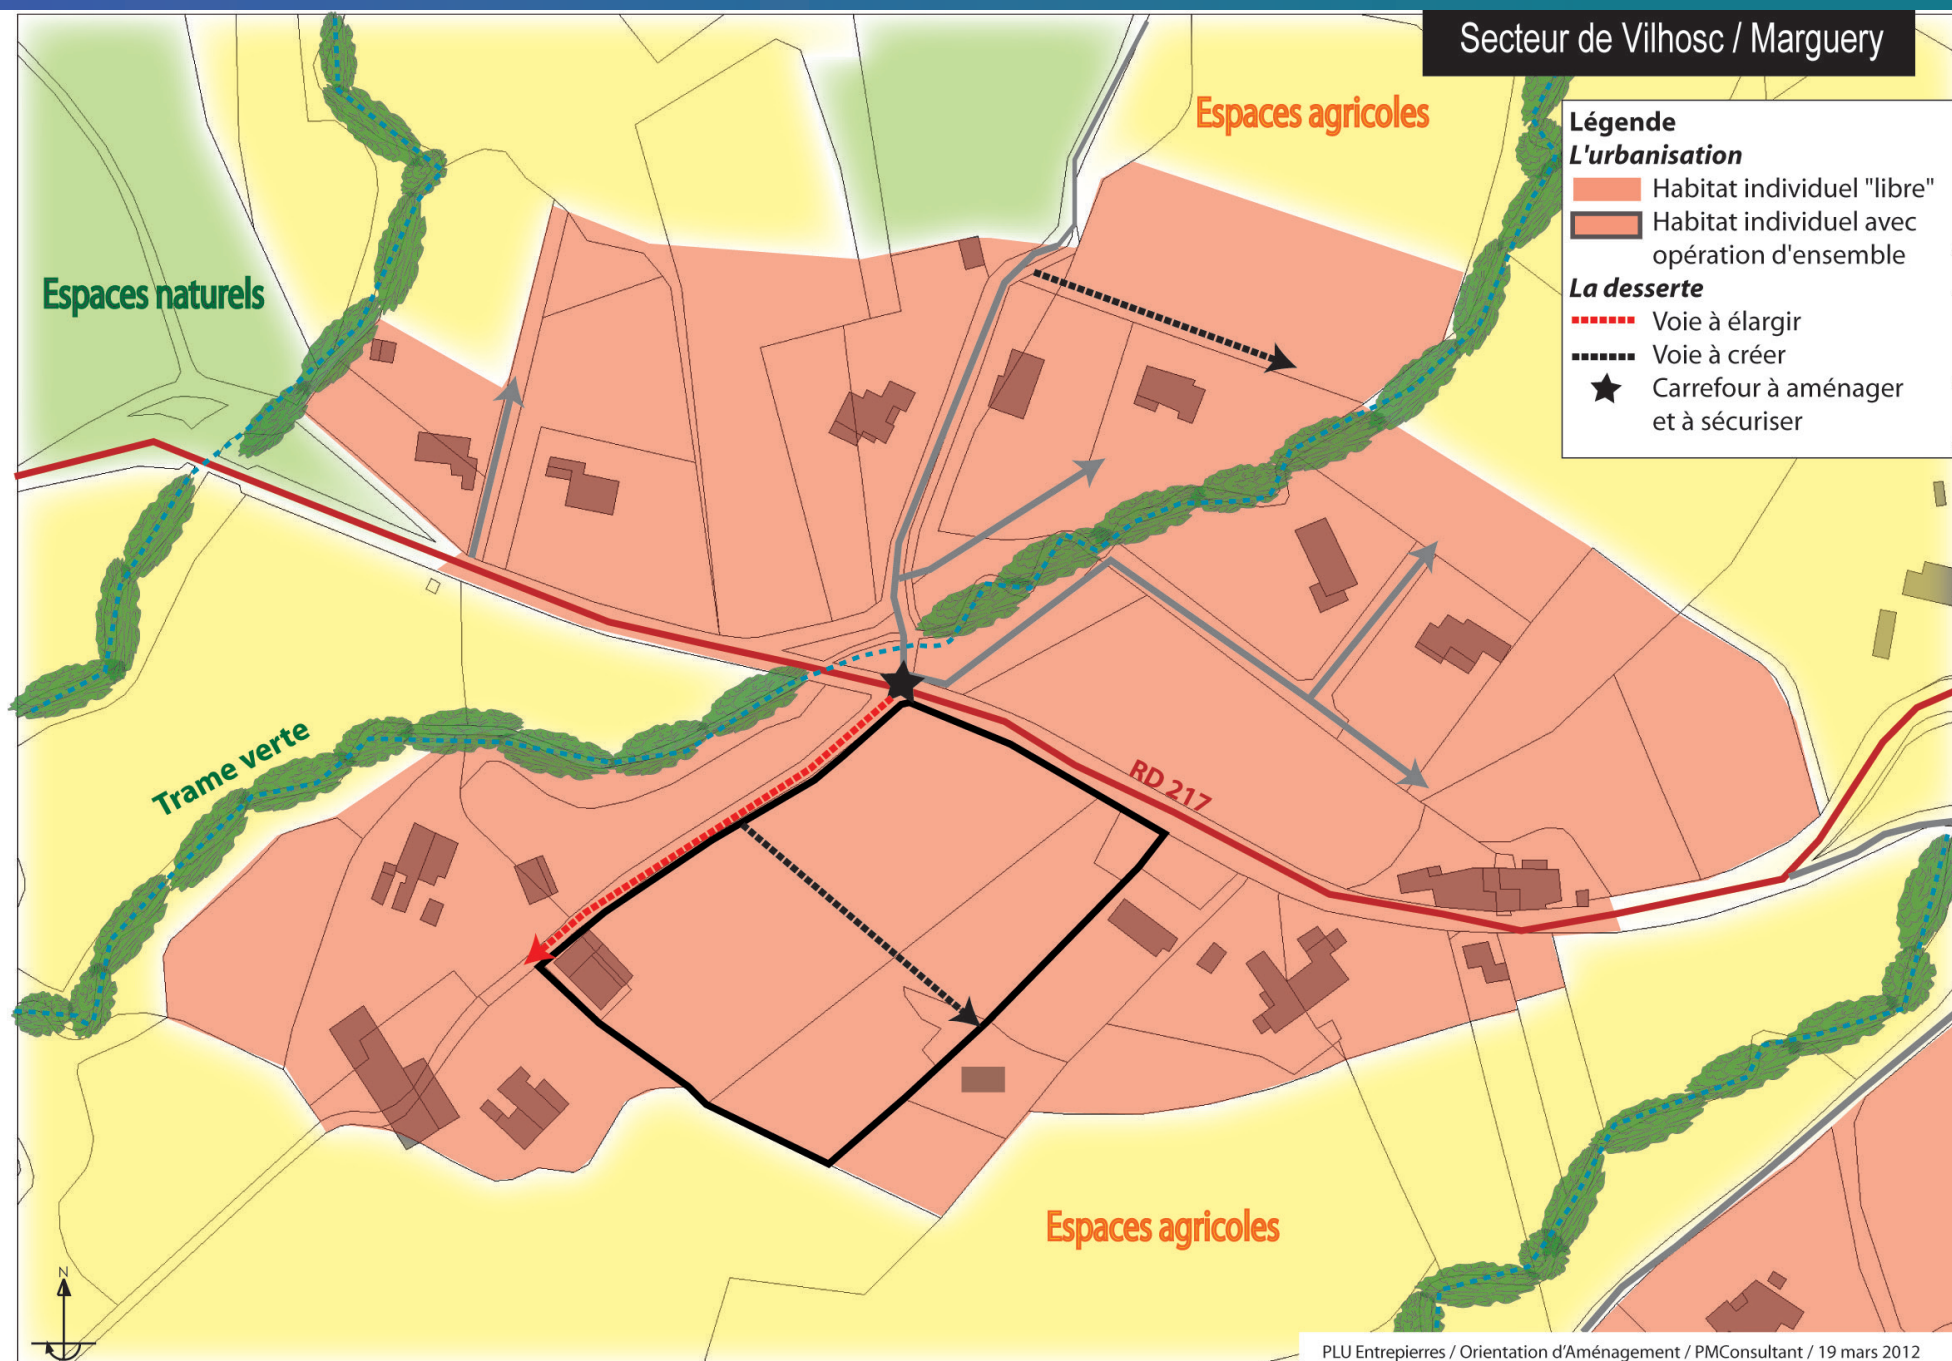 Secteur de Vilhosc / Marguery
Espaces agricoles
Légende
L'urbanisation
Habitat individuel "libre"
Habitat individuel avec
opération d'ensemble
La desserte
Voie à élargir
Voie à créer
Carrefour à aménager
et à sécuriser
Espaces naturels
Trame verte
RD 217
Espaces agricoles
N
PLU Entrepierres / Orientation d'Aménagement / PMConsultant / 19 mars 2012